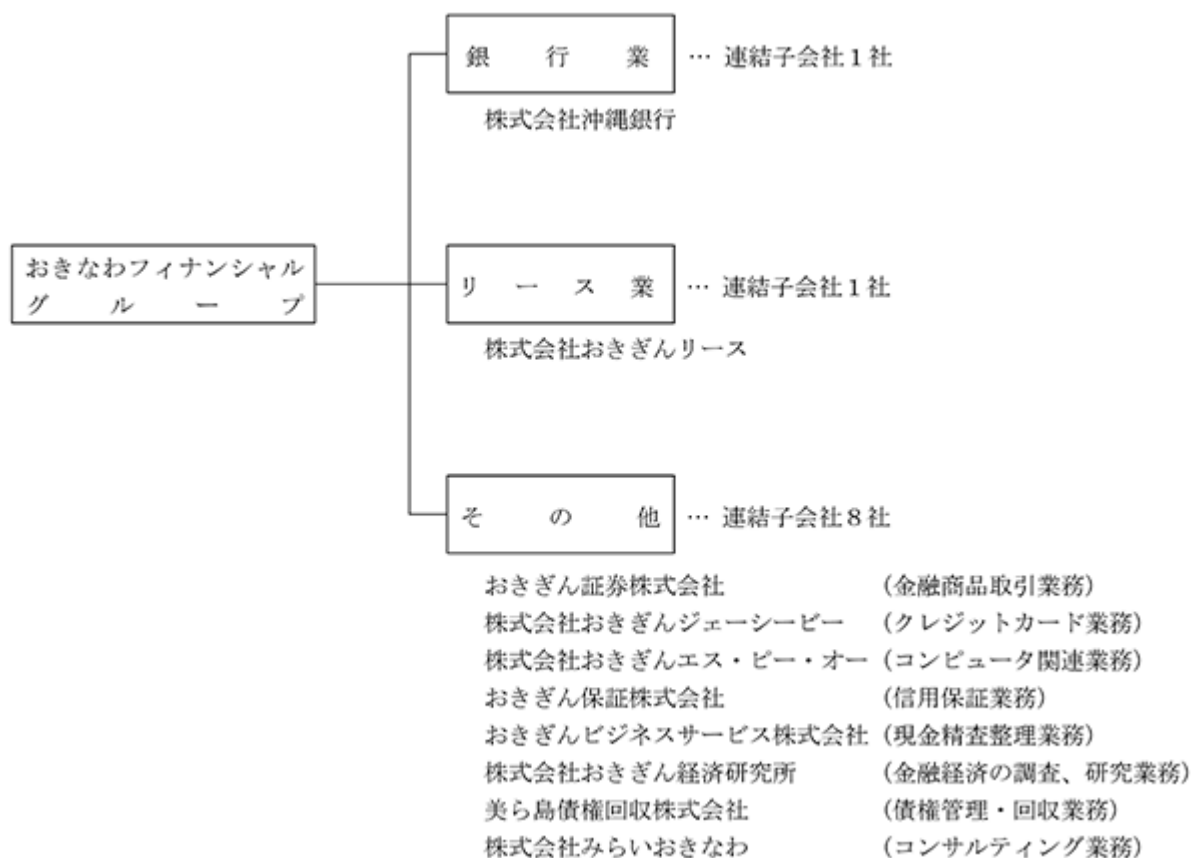 銀行業 … 連結子会社1社
株式会社沖縄銀行
おきなわフィナンシャル
グループ
リース業 … 連結子会社1社
株式会社おきぎんリース
その他 … 連結子会社8社
おきぎん証券株式会社 (金融商品取引業務)
株式会社おきぎんジェーシービー (クレジットカード業務)
株式会社おきぎんエス・ピー・オー (コンピュータ関連業務)
おきぎん保証株式会社 (信用保証業務)
おきぎんビジネスサービス株式会社 (現金精査整理業務)
株式会社おきぎん経済研究所 (金融経済の調査、研究業務)
美ら島債権回収株式会社 (債権管理・回収業務)
株式会社みらいおきなわ (コンサルティング業務)